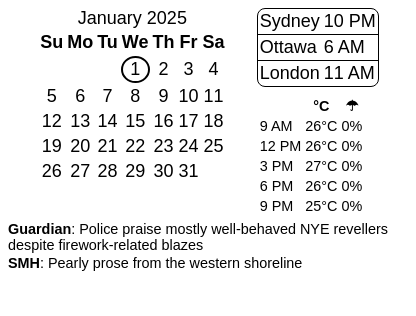 January 2025
Su Mo Tu We Th Fr Sa
1 2 3 4
5 6 7 8 9 10 11
12 13 14 15 16 17 18
19 20 21 22 23 24 25
26 27 28 29 30 31
Sydney 10 PM
Ottawa 6 AM
London 11 AM
°C ☂
9 AM 26°C 0%
12 PM 26°C 0%
3 PM 27°C 0%
6 PM 26°C 0%
9 PM 25°C 0%
Guardian: Police praise mostly well-behaved NYE revellers
despite firework-related blazes
SMH: Pearly prose from the western shoreline